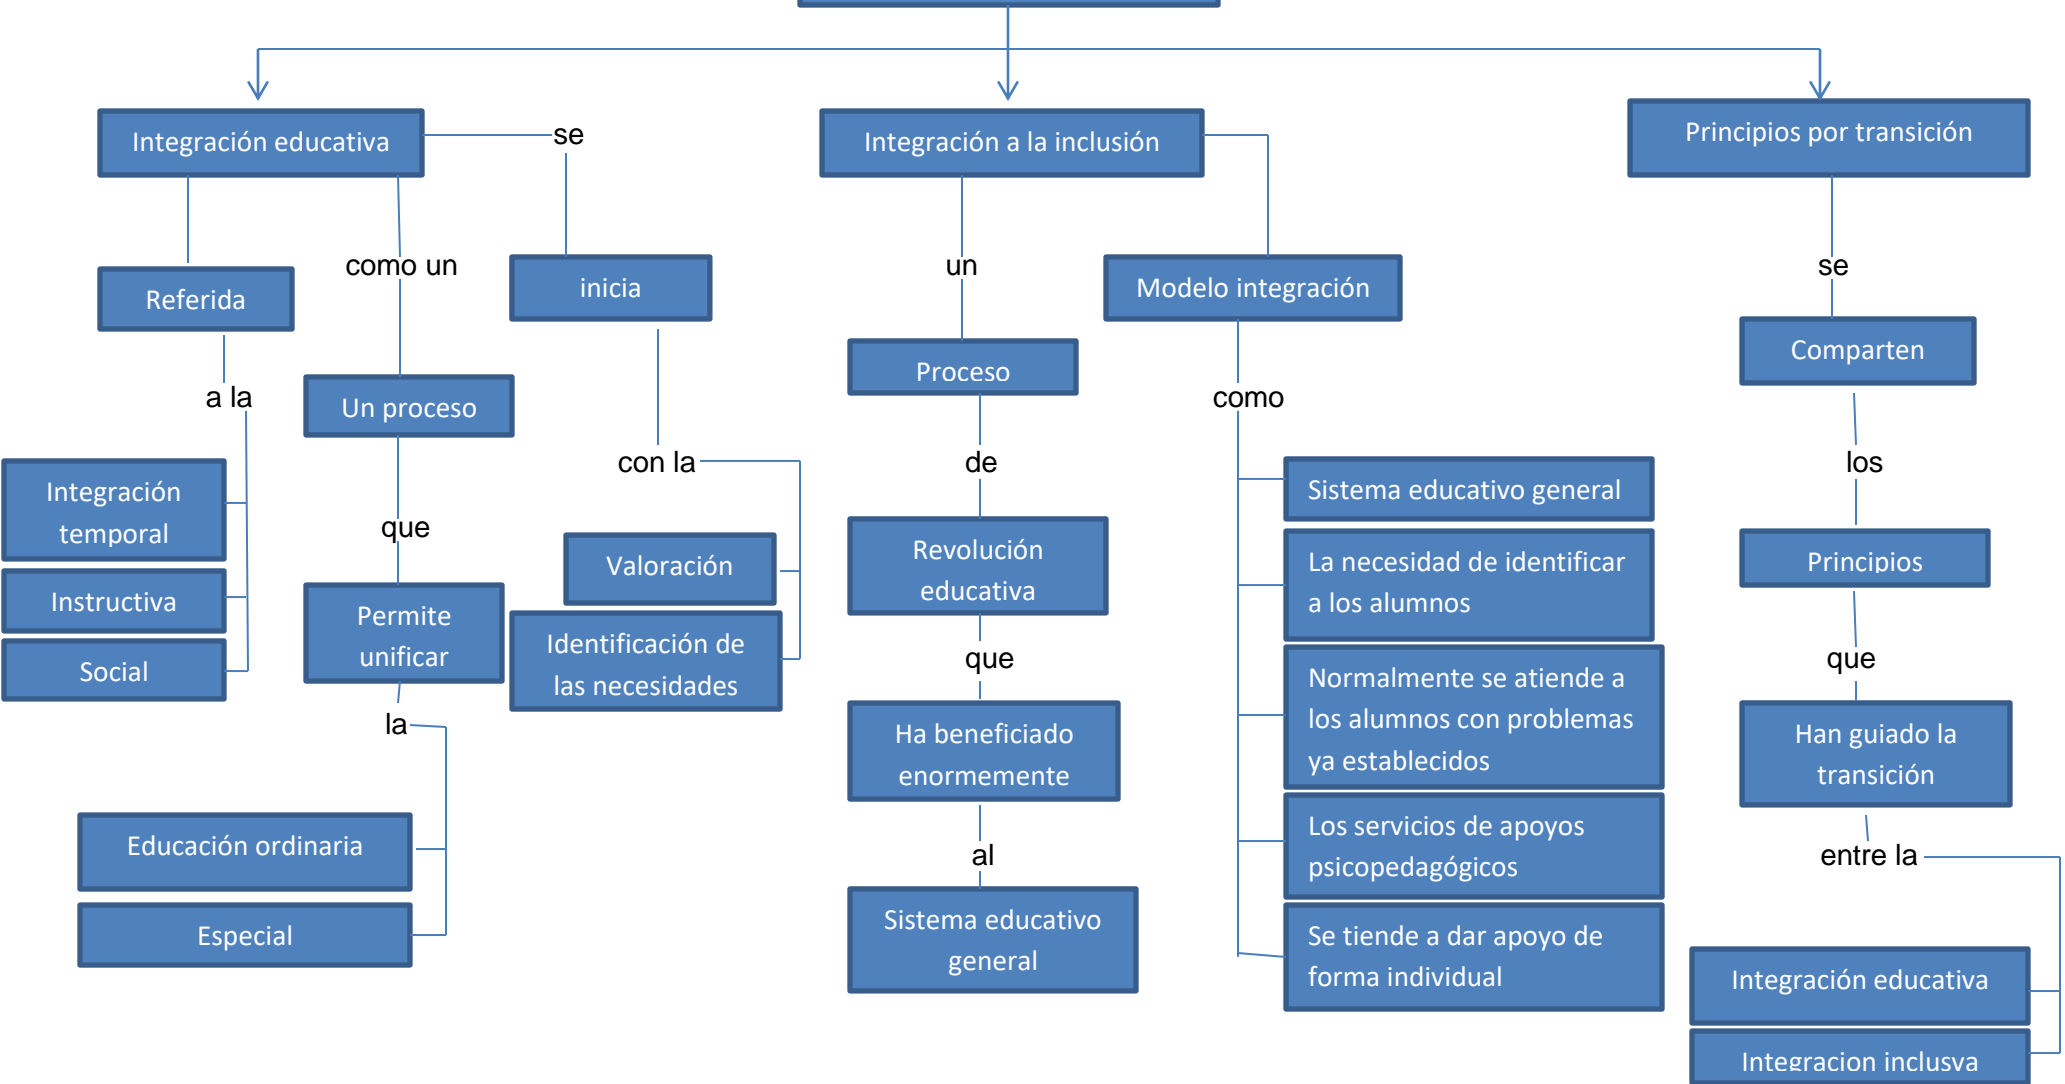 Integración educativa
se
Referida
a la
Integración
temporal
Instructiva
Social
como un
Un proceso
que
Permite
unificar
la
Educación ordinaria
Especial
inicia
con la
Valoración
Identificación de
las necesidades
Integración a la inclusión
un
Proceso
de
Revolución
educativa
que
Ha beneficiado
enormemente
al
Sistema educativo
general
Modelo integración
como
Sistema educativo general
La necesidad de identificar
a los alumnos
Normalmente se atiende a
los alumnos con problemas
ya establecidos
Los servicios de apoyos
psicopedagógicos
Se tiende a dar apoyo de
forma individual
Principios por transición
se
Comparten
los
Principios
que
Han guiado la
transición
entre la
Integración educativa
Integracion inclusva